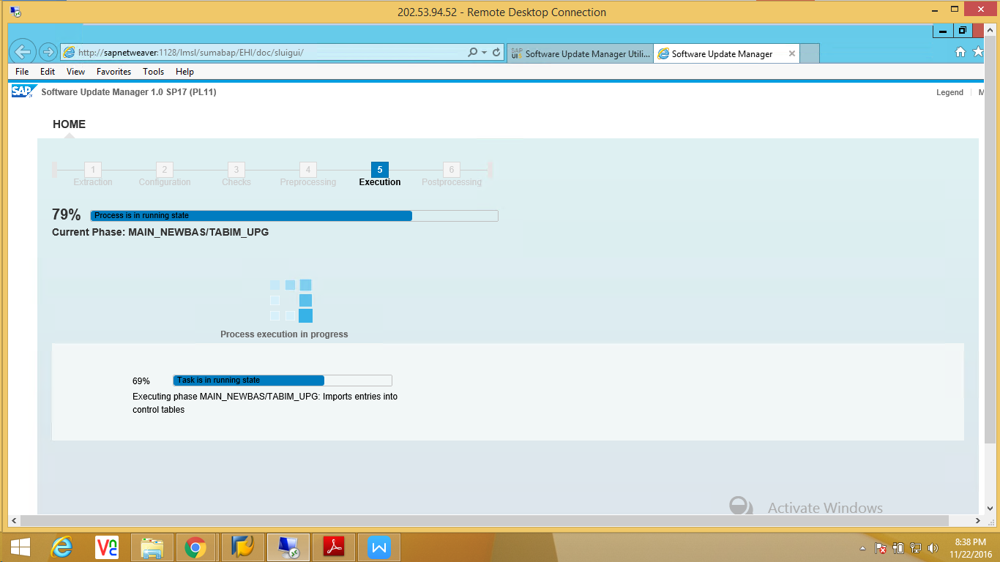 202.53.94.52 - Remote Desktop Connection
http://sapnetweaver:1128/lmsl/sumabap/EHI/doc/sluigui/
SAP UI
Software Update Manager Utili...
Software Update Manager
File Edit View Favorites Tools Help
SAP
Software Update Manager 1.0 SP17 (PL11)
Legend
M
HOME
1 2 3 4 5 6
Extraction Configuration Checks Preprocessing Execution Postprocessing
79%
Process is in running state
Current Phase: MAIN_NEWBAS/TABIM_UPG
Process execution in progress
69%
Task is in running state
Executing phase MAIN_NEWBAS/TABIM_UPG: Imports entries into
control tables
Activate Windows
8:38 PM
11/22/2016